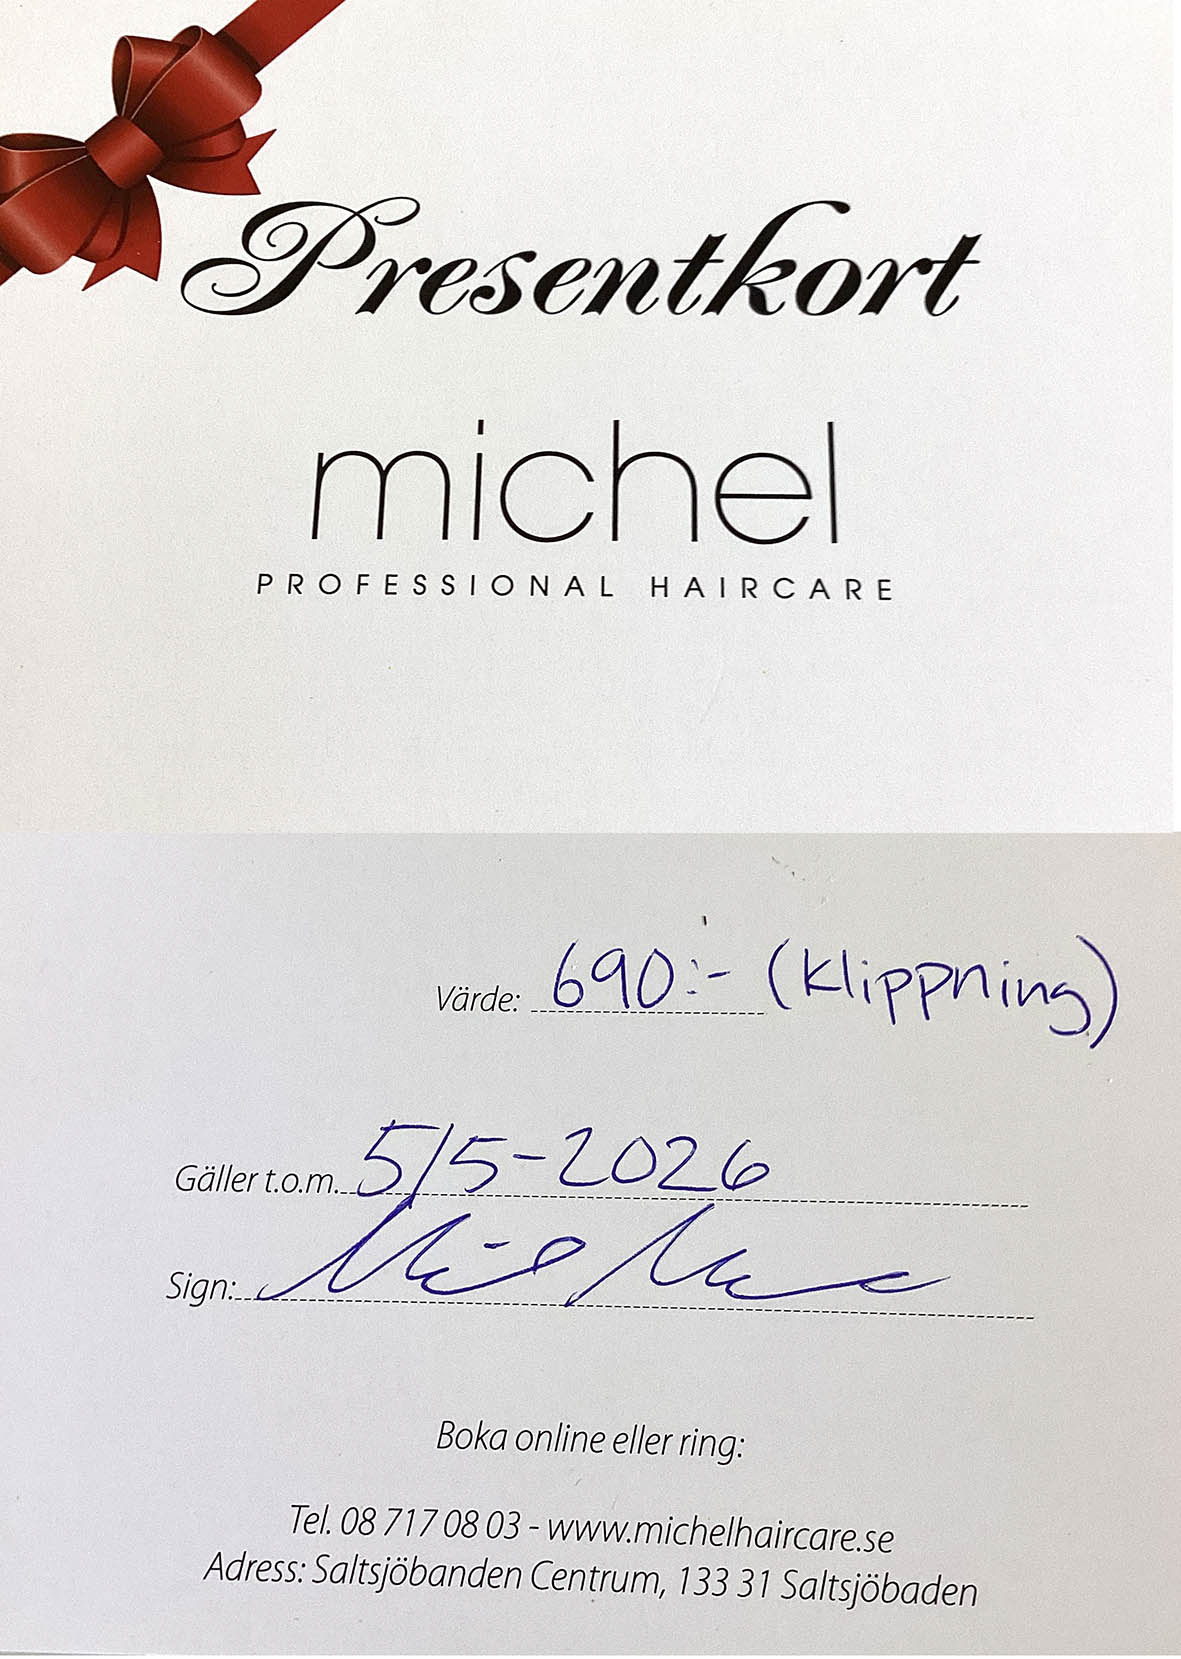 Presentkort
michel
PROFESSIONAL HAIRCARE
Värde: 690:- (Klippning)
Gäller t.o.m. 5/5-2026
Sign:
Boka online eller ring:
Tel. 08 717 08 03 - www.michelhaircare.se
Adress: Saltsjöbanden Centrum, 133 31 Saltsjöbaden